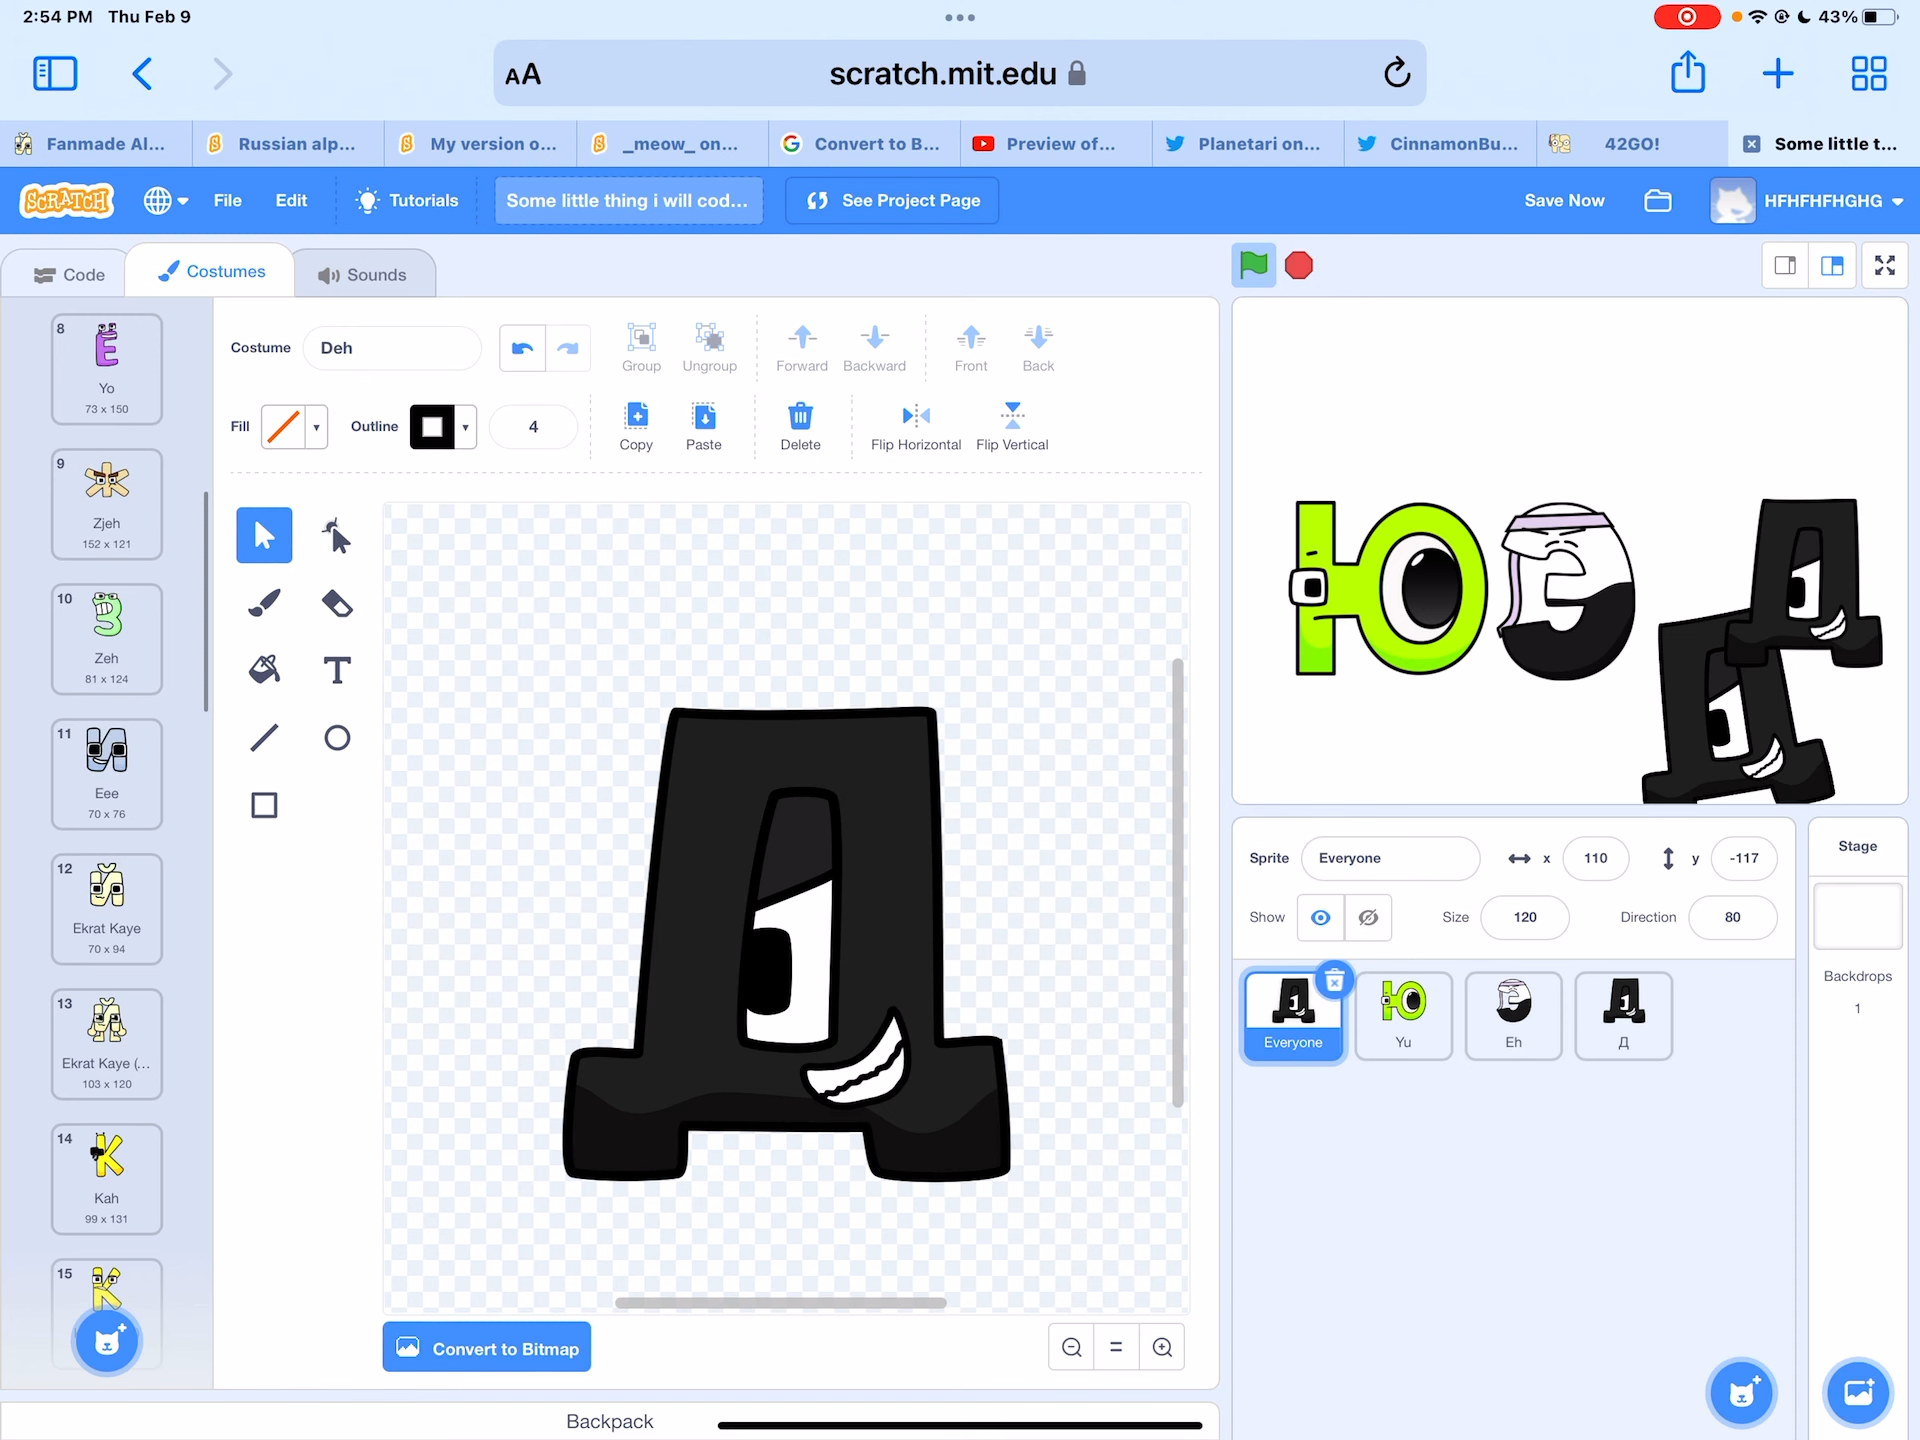 2:54 PM Thu Feb 9
43%
AA
scratch.mit.edu
Fanmade Al...
Russian alp...
My version o...
_meow_ on...
Convert to B...
Preview of...
Planetari on...
CinnamonBu...
42GO!
Some little t...
SCRATCH
File
Edit
Tutorials
Some little thing i will cod...
See Project Page
Save Now
HFHFHFHGHG
Code
Costumes
Sounds
Costume
Deh
Group
Ungroup
Forward
Backward
Front
Back
Fill
Outline
4
Copy
Paste
Delete
Flip Horizontal
Flip Vertical
8
Yo
73 x 150
9
Zjeh
152 x 121
10
Zeh
81 x 124
11
Eee
70 x 76
12
Ekrat Kaye
70 x 94
13
Ekrat Kaye (...
103 x 120
14
Kah
99 x 131
15
T
Д
Convert to Bitmap
Backpack
Ю Э Д
Д
Sprite
Everyone
x
110
y
-117
Show
Size
120
Direction
80
Everyone
Yu
Eh
Д
Stage
Backdrops
1